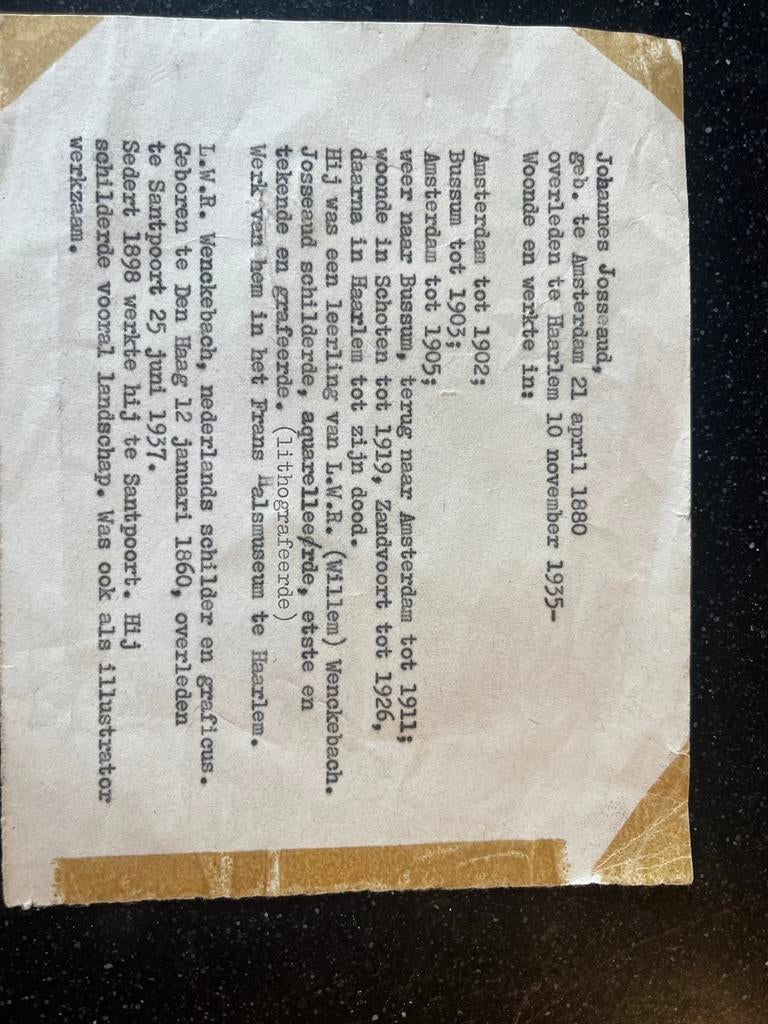 Johannes Josseaud,
geb. te Amsterdam 21 april 1880
overleden te Haarlem 10 november 1935-
Woonde en werkte in:
Amsterdam tot 1902;
Bussum tot 1903;
Amsterdam tot 1905;
weer naar Bussum, terug naar Amsterdam tot 1911;
woonde in Schoten tot 1919, Zandvoort tot 1926,
daarna in Haarlem tot zijn dood.
Hij was een leerling van L.W.R. (Willem) Wenckebach.
Josseaud schilderde, aquarellee/rde, etste en
tekende en grafeerde. (lithografeerde)
Werk van hem in het Frans Halsmuseum te Haarlem.
L.W.R. Wenckebach, nederlands schilder en graficus.
Geboren te Den Haag 12 januari 1860, overleden
te Santpoort 25 juni 1937.
Sedert 1898 werkte hij te Santpoort. Hij
schilderde vooral landschap. Was ook als illustrator
werkzaam.